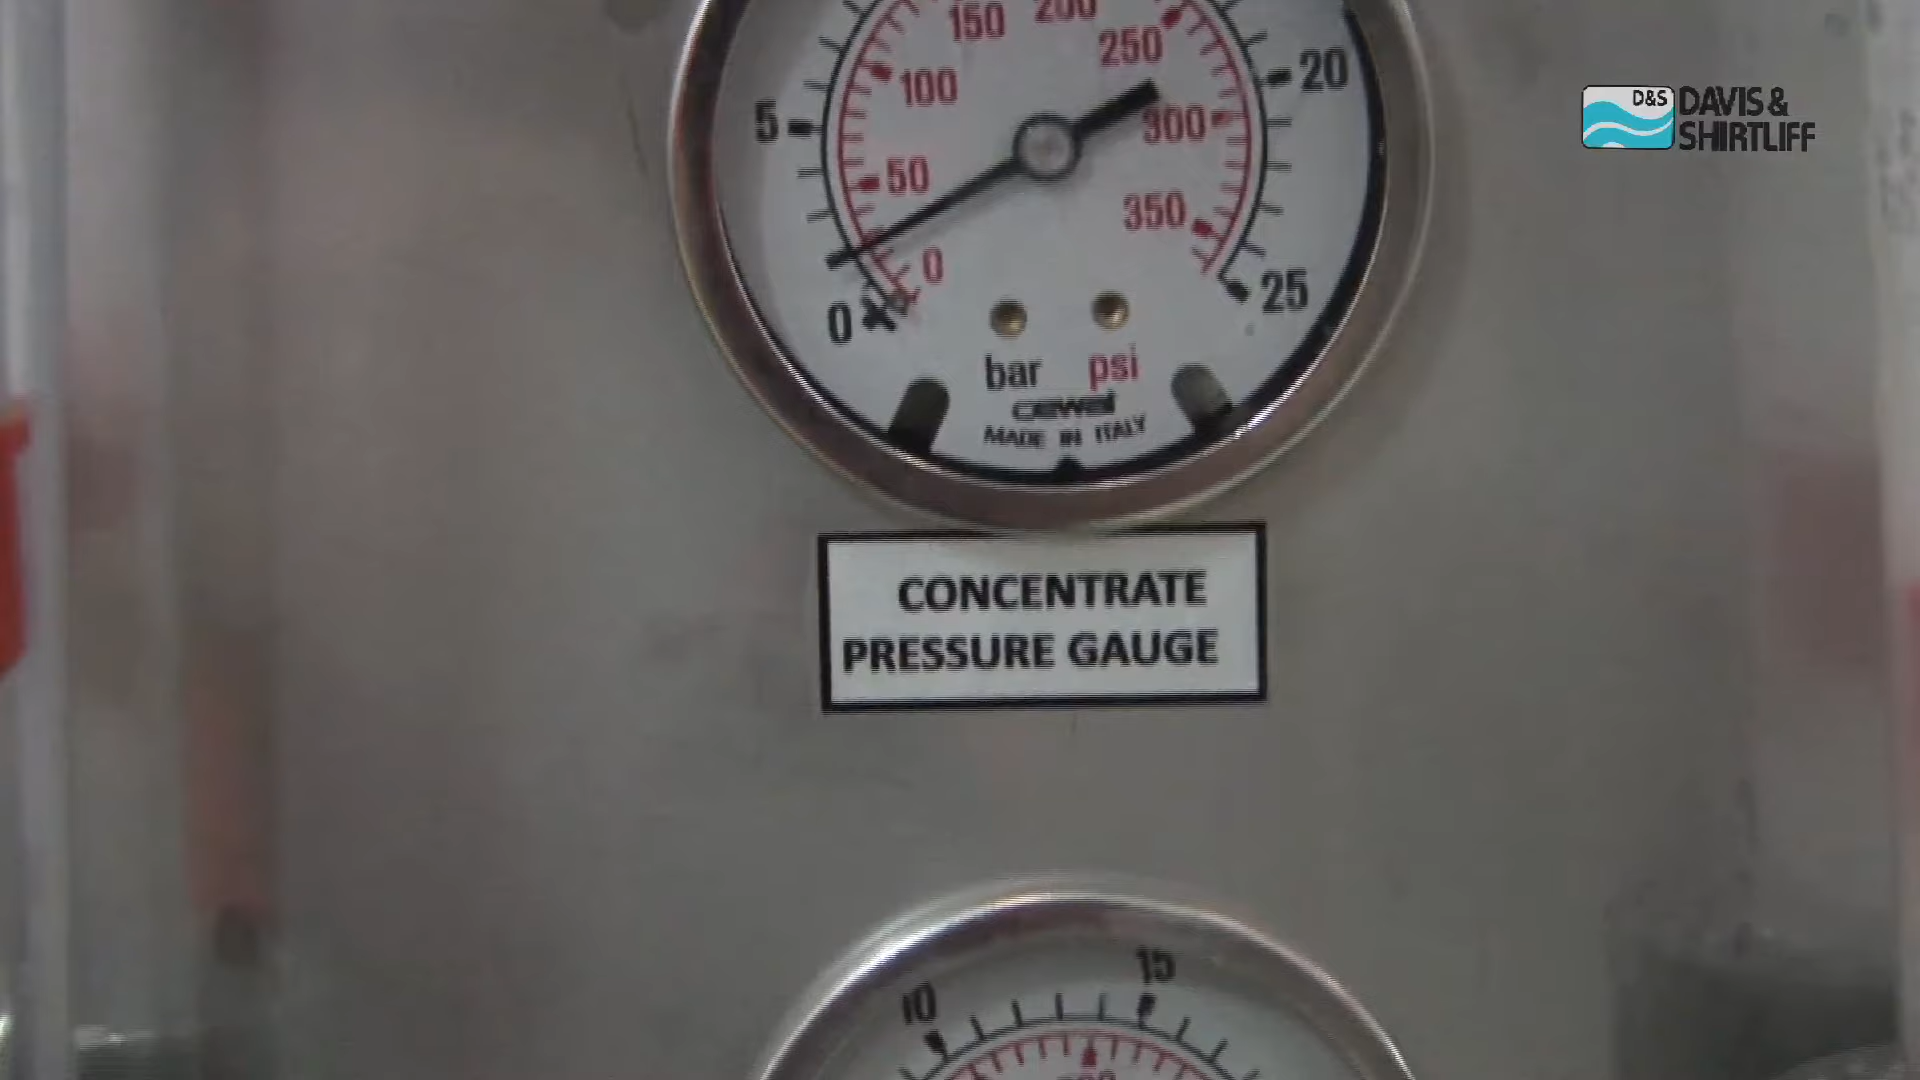 150 200 250
100 300
50 350
0
5 20
0 25
bar psi
cewal
MADE IN ITALY
CONCENTRATE
PRESSURE GAUGE
10 15
D&S DAVIS &
SHIRTLIFF